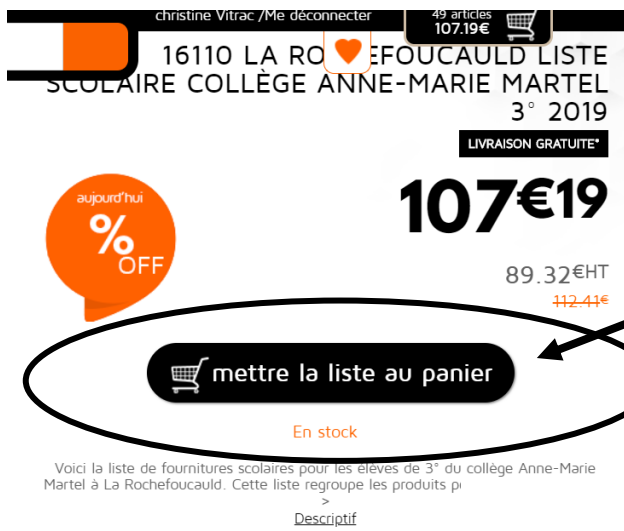 christine Vitrac /Me déconnecter
49 articles
107.19€
16110 LA RO EFOUCAULD LISTE
SCOLAIRE COLLÈGE ANNE-MARIE MARTEL
3° 2019
LIVRAISON GRATUITE*
aujourd'hui
%
OFF
107€19
89.32€HT
112.41€
mettre la liste au panier
En stock
Voici la liste de fournitures scolaires pour les élèves de 3° du collège Anne-Marie
Martel à La Rochefoucauld. Cette liste regroupe les produits
>
Descriptif